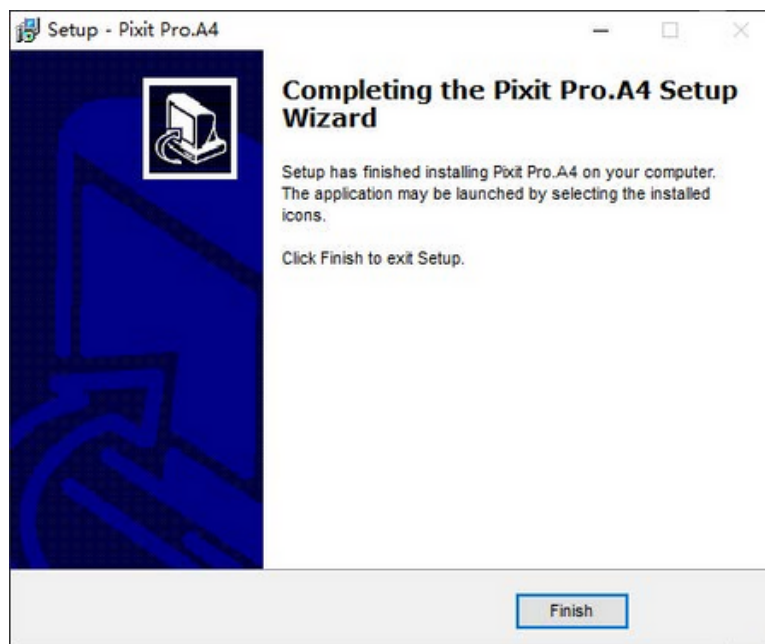 Setup - Pixit Pro.A4
Completing the Pixit Pro.A4 Setup
Wizard
Setup has finished installing Pixit Pro.A4 on your computer.
The application may be launched by selecting the installed
icons.
Click Finish to exit Setup.
Finish